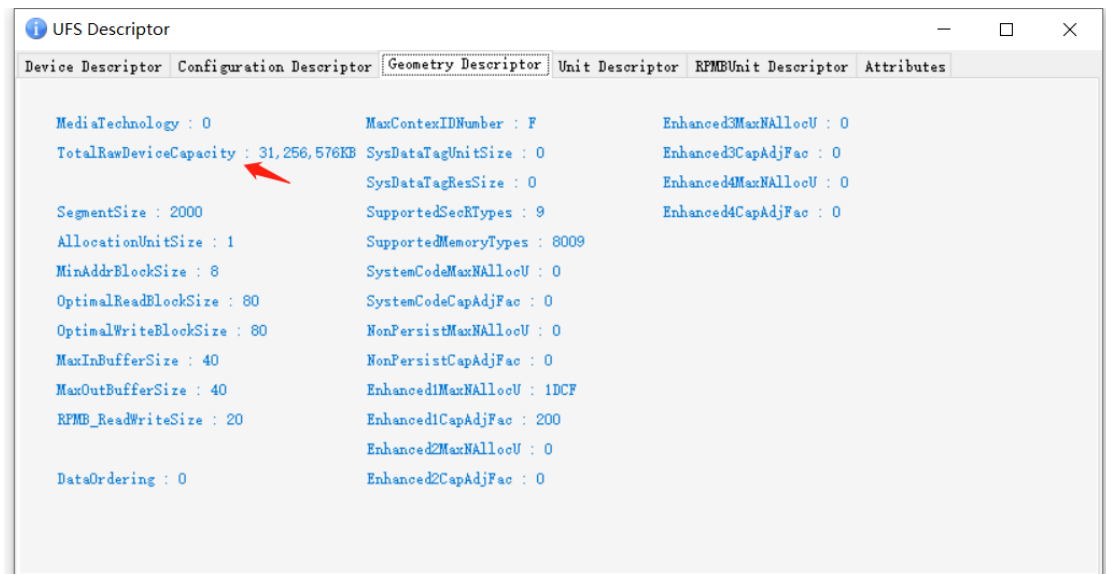 UFS Descriptor
Device Descriptor Configuration Descriptor Geometry Descriptor Unit Descriptor RPMBUnit Descriptor Attributes
MediaTechnology : 0
TotalRawDeviceCapacity : 31,256,576KB
SegmentSize : 2000
AllocationUnitSize : 1
MinAddrBlockSize : 8
OptimalReadBlockSize : 80
OptimalWriteBlockSize : 80
MaxInBufferSize : 40
MaxOutBufferSize : 40
RPMB_ReadWriteSize : 20
DataOrdering : 0
MaxContexIDNumber : F
SysDataTagUnitSize : 0
SysDataTagResSize : 0
SupportedSecRTypes : 9
SupportedMemoryTypes : 8009
SystemCodeMaxNAllocU : 0
SystemCodeCapAdjFac : 0
NonPersistMaxNAllocU : 0
NonPersistCapAdjFac : 0
Enhanced1MaxNAllocU : 1DCF
Enhanced1CapAdjFac : 200
Enhanced2MaxNAllocU : 0
Enhanced2CapAdjFac : 0
Enhanced3MaxNAllocU : 0
Enhanced3CapAdjFac : 0
Enhanced4MaxNAllocU : 0
Enhanced4CapAdjFac : 0